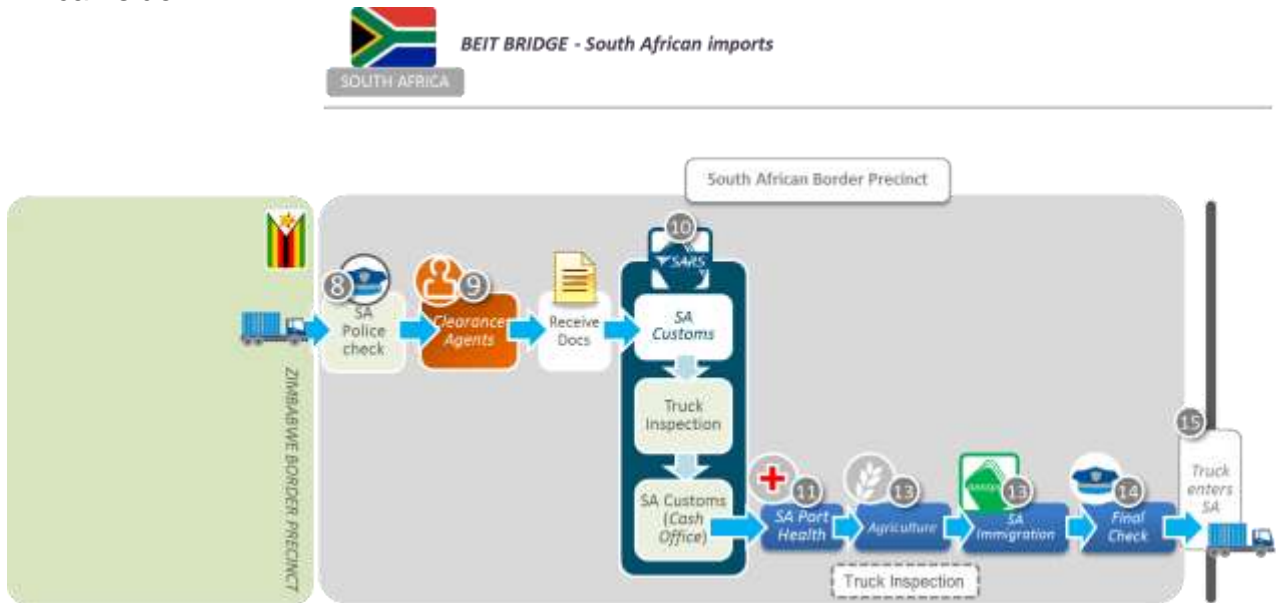 BEIT BRIDGE - South African imports
SOUTH AFRICA
South African Border Precinct
ZIMBABWE BORDER PRECINCT
8
SA
Police
check
9
Clearance
Agents
Receive
Docs
10
SARS
SA
Customs
Truck
Inspection
SA Customs
(Cash
Office)
11
SA Port
Health
13
Agriculture
13
SA
Immigration
14
Final
Check
Truck Inspection
15
Truck
enters
SA